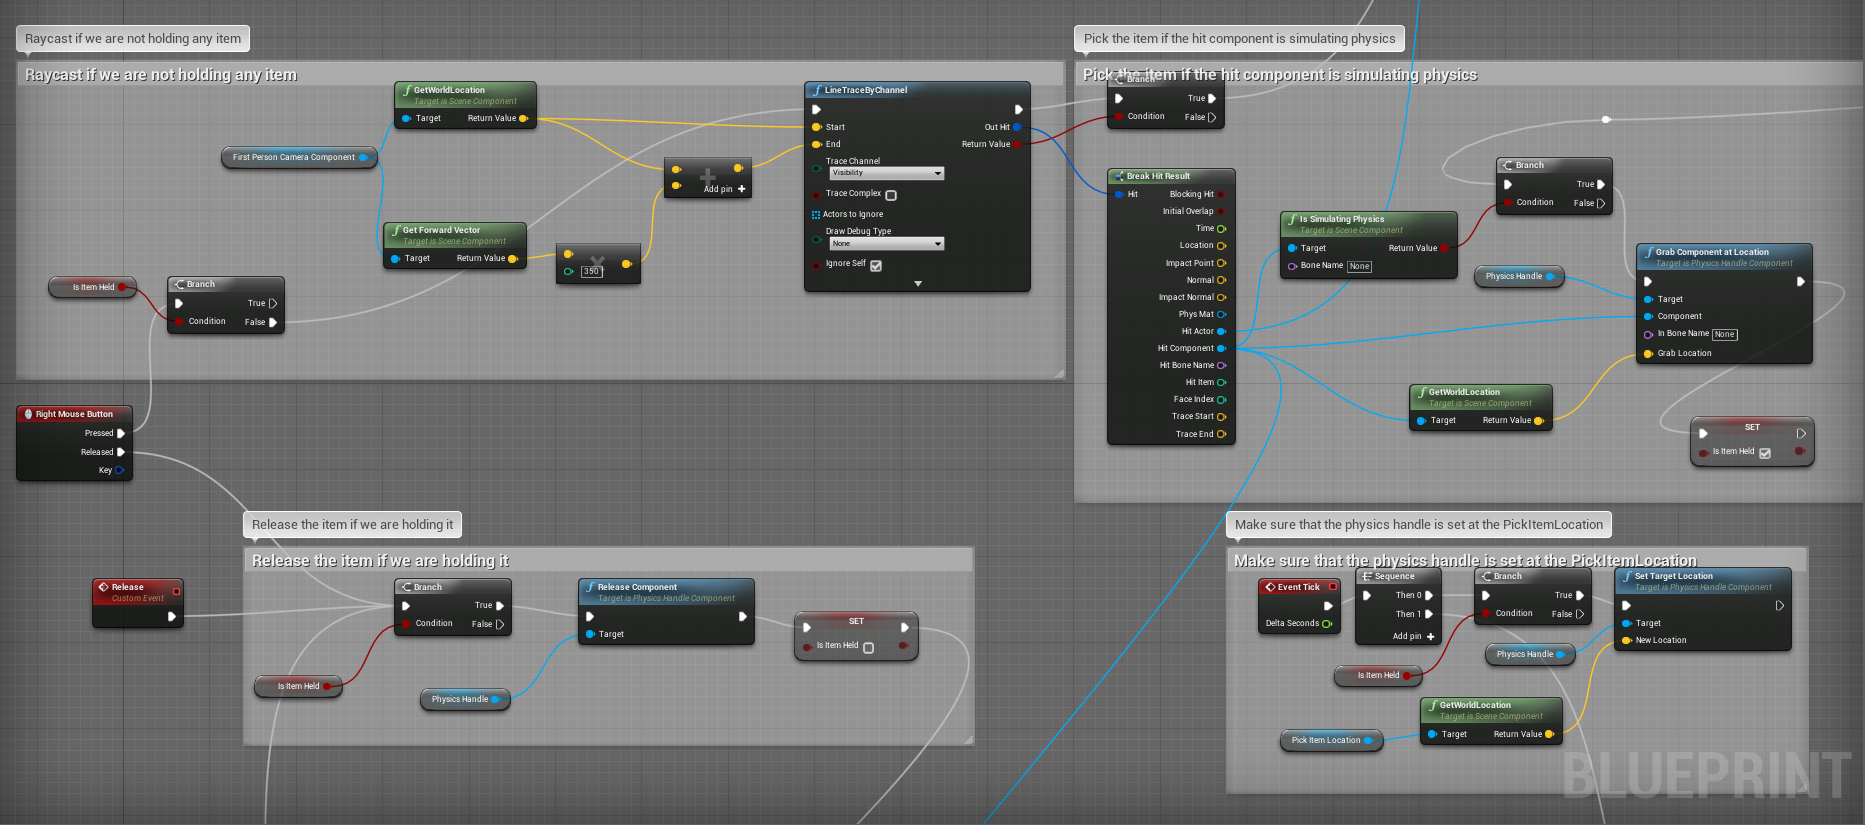 Raycast if we are not holding any item
Raycast if we are not holding any item
GetWorldLocation
Target is Scene Component
Target
Return Value
First Person Camera Component
Get Forward Vector
Target is Scene Component
Target
Return Value
350
Add pin
Is Item Held
Branch
True
Condition
False
LineTraceByChannel
Start
Out Hit
End
Return Value
Trace Channel
Visibility
Trace Complex
Actors to Ignore
Draw Debug Type
None
Ignore Self
Right Mouse Button
Pressed
Released
Key
Pick the item if the hit component is simulating physics
Pick the item if the hit component is simulating physics
Branch
True
Condition
False
Break Hit Result
Hit
Blocking Hit
Initial Overlap
Time
Location
Impact Point
Normal
Impact Normal
Phys Mat
Hit Actor
Hit Component
Hit Bone Name
Hit Item
Face Index
Trace Start
Trace End
Is Simulating Physics
Target is Scene Component
Target
Return Value
Bone Name None
Branch
True
Condition
False
Physics Handle
Grab Component at Location
Target is Physics Handle Component
Target
Component
In Bone Name None
Grab Location
GetWorldLocation
Target is Scene Component
Target
Return Value
SET
Is Item Held
Release the item if we are holding it
Release the item if we are holding it
Release
Custom Event
Branch
True
Condition
False
Is Item Held
Release Component
Target is Physics Handle Component
Target
Physics Handle
SET
Is Item Held
Make sure that the physics handle is set at the PickItemLocation
Make sure that the physics handle is set at the PickItemLocation
Event Tick
Delta Seconds
Sequence
Then 0
Then 1
Add pin
Branch
True
Condition
False
Is Item Held
Physics Handle
Set Target Location
Target is Physics Handle Component
Target
New Location
GetWorldLocation
Target is Scene Component
Target
Return Value
Pick Item Location
BLUEPRINT